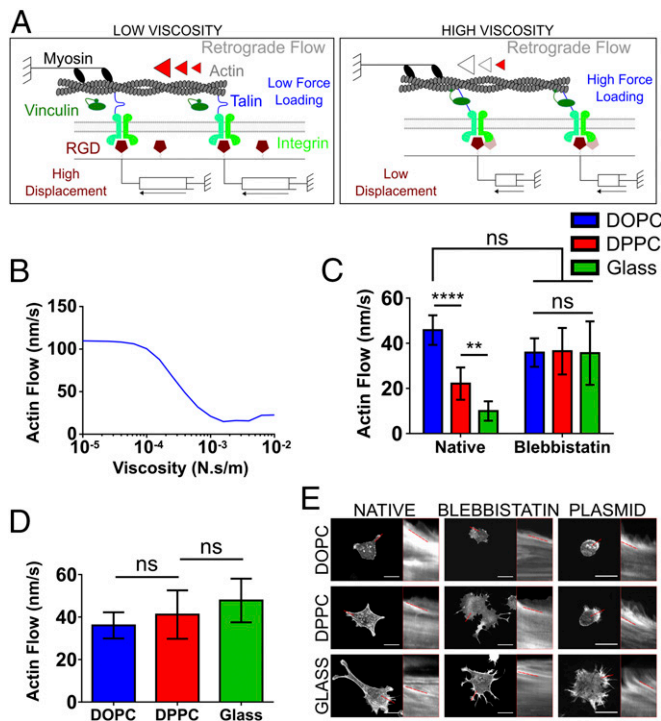 A
LOW VISCOSITY
HIGH VISCOSITY
Myosin
Retrograde Flow
Actin
Vinculin
Talin
Low Force
Loading
RGD
Integrin
High
Displacement
Retrograde Flow
High Force
Loading
Low
Displacement
B
Actin Flow (nm/s)
150
100
50
0
10⁻⁵
10⁻⁴
10⁻³
10⁻²
Viscosity (N.s/m)
C
DOPC
DPPC
Glass
ns
****
**
ns
Actin Flow (nm/s)
60
40
20
0
Native
Blebbistatin
D
ns
ns
Actin Flow (nm/s)
60
40
20
0
DOPC
DPPC
Glass
E
NATIVE
BLEBBISTATIN
PLASMID
DOPC
DPPC
GLASS